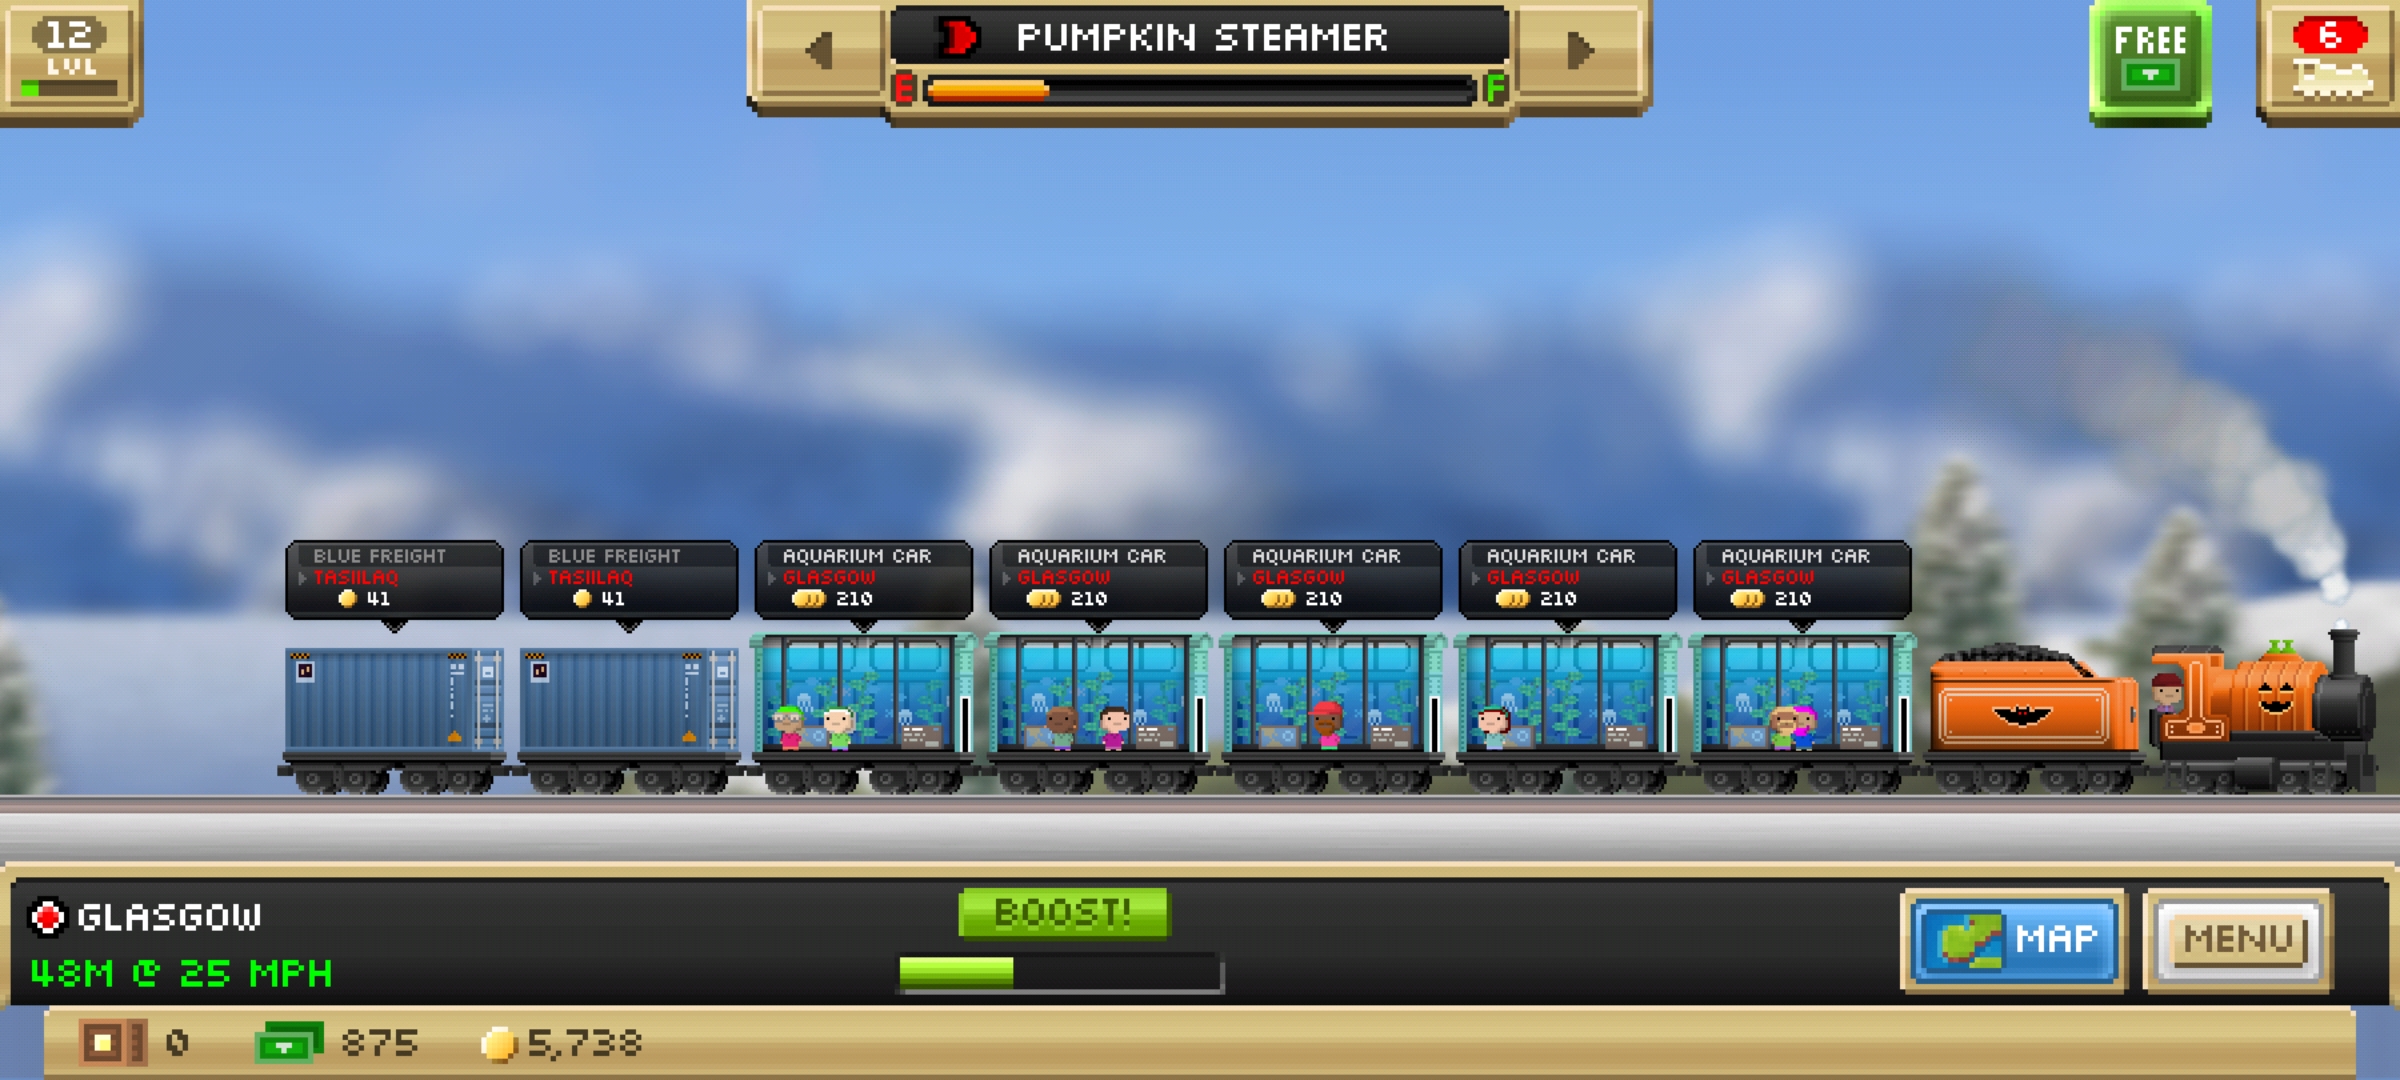 12
LVL
PUMPKIN STEAMER
E
F
FREE
6
BLUE FREIGHT
TASIILAQ
41
BLUE FREIGHT
TASIILAQ
41
AQUARIUM CAR
GLASGOW
210
AQUARIUM CAR
GLASGOW
210
AQUARIUM CAR
GLASGOW
210
AQUARIUM CAR
GLASGOW
210
AQUARIUM CAR
GLASGOW
210
GLASGOW
48M @ 25 MPH
BOOST!
MAP
MENU
0
875
5,738